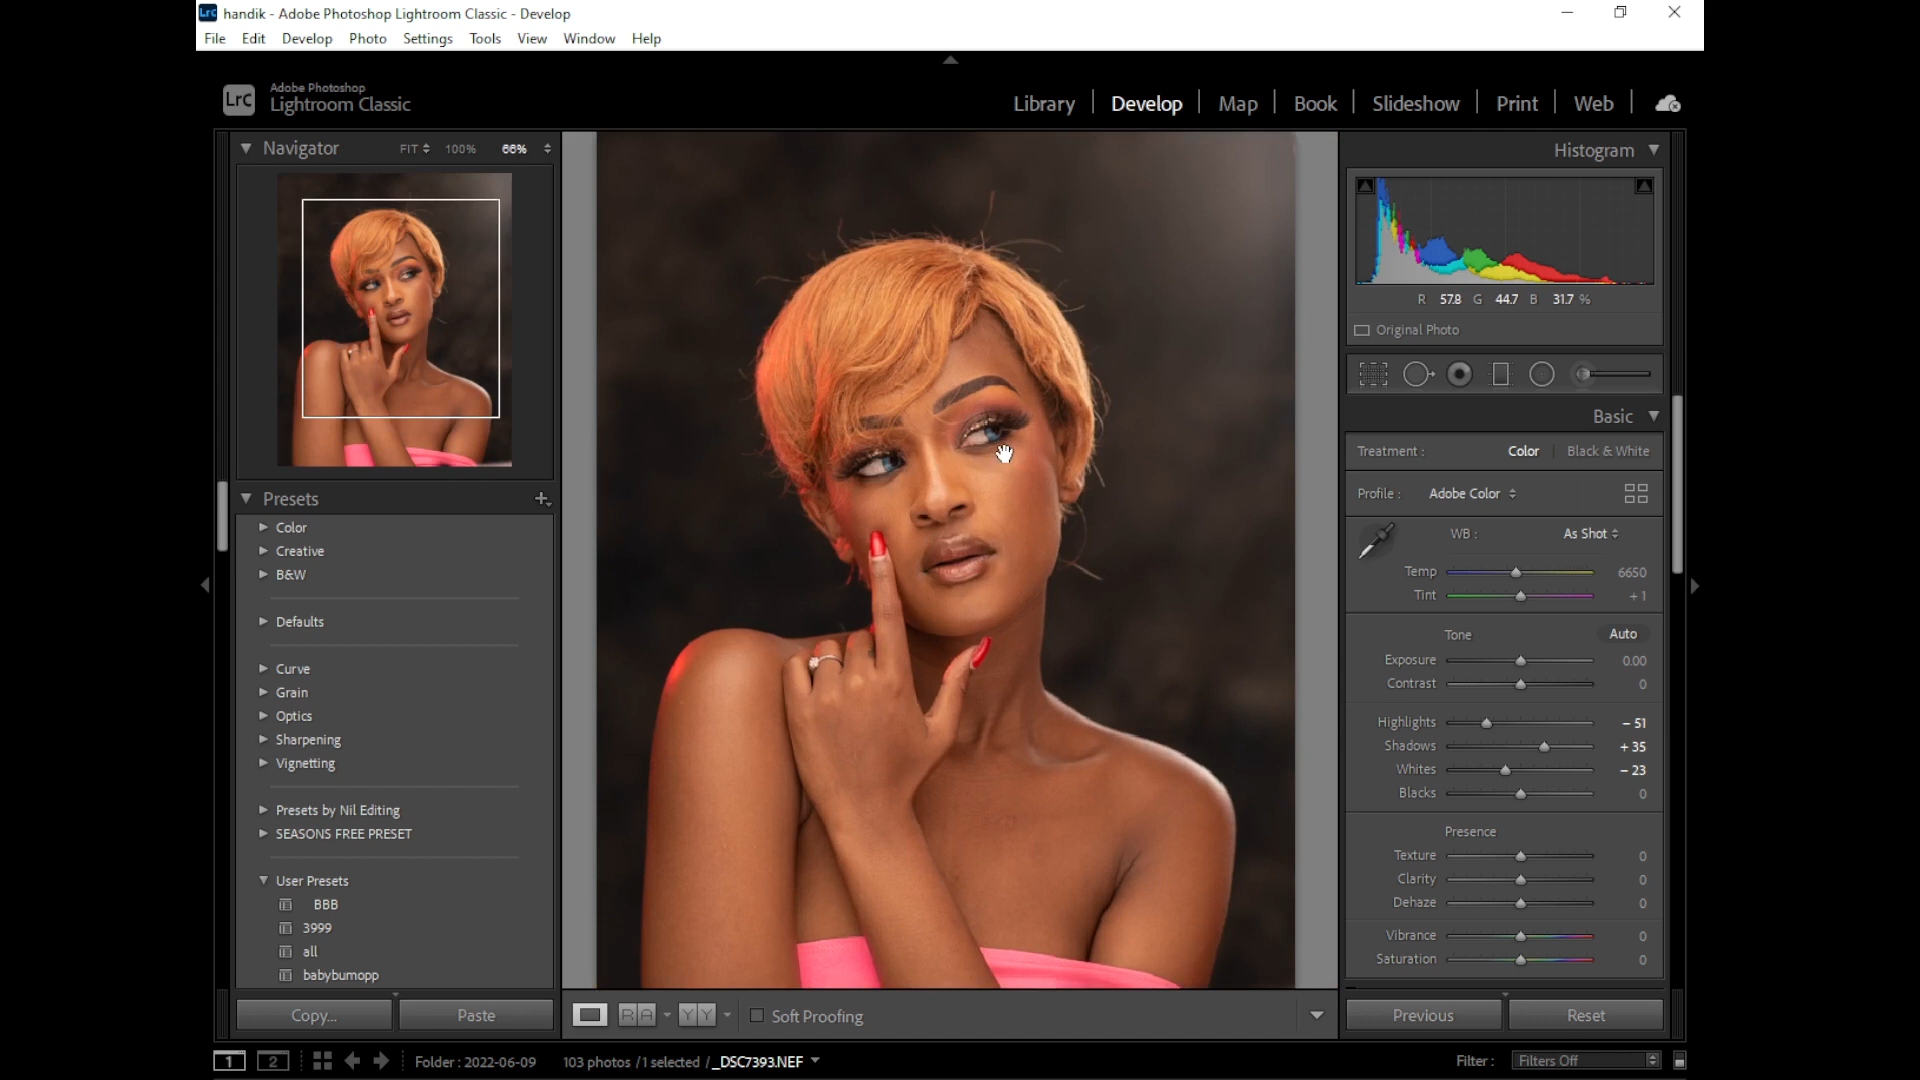 Lrc handik - Adobe Photoshop Lightroom Classic - Develop
File Edit Develop Photo Settings Tools View Window Help
Lrc Adobe Photoshop
Lightroom Classic
Library Develop Map Book Slideshow Print Web
Navigator FIT 100% 66%
Histogram
R 57.8 G 44.7 B 31.7 %
Original Photo
Basic
Treatment : Color Black & White
Profile : Adobe Color
WB : As Shot
Temp 6650
Tint + 1
Tone Auto
Exposure 0.00
Contrast 0
Highlights - 51
Shadows + 35
Whites - 23
Blacks 0
Presence
Texture 0
Clarity 0
Dehaze 0
Vibrance 0
Saturation 0
Presets
Color
Creative
B&W
Defaults
Curve
Grain
Optics
Sharpening
Vignetting
Presets by Nil Editing
SEASONS FREE PRESET
User Presets
BBB
3999
all
babybumopp
Copy... Paste
R A Y Y Soft Proofing
Previous Reset
1 2 Folder : 2022-06-09 103 photos / 1 selected / _DSC7393.NEF
Filter : Filters Off